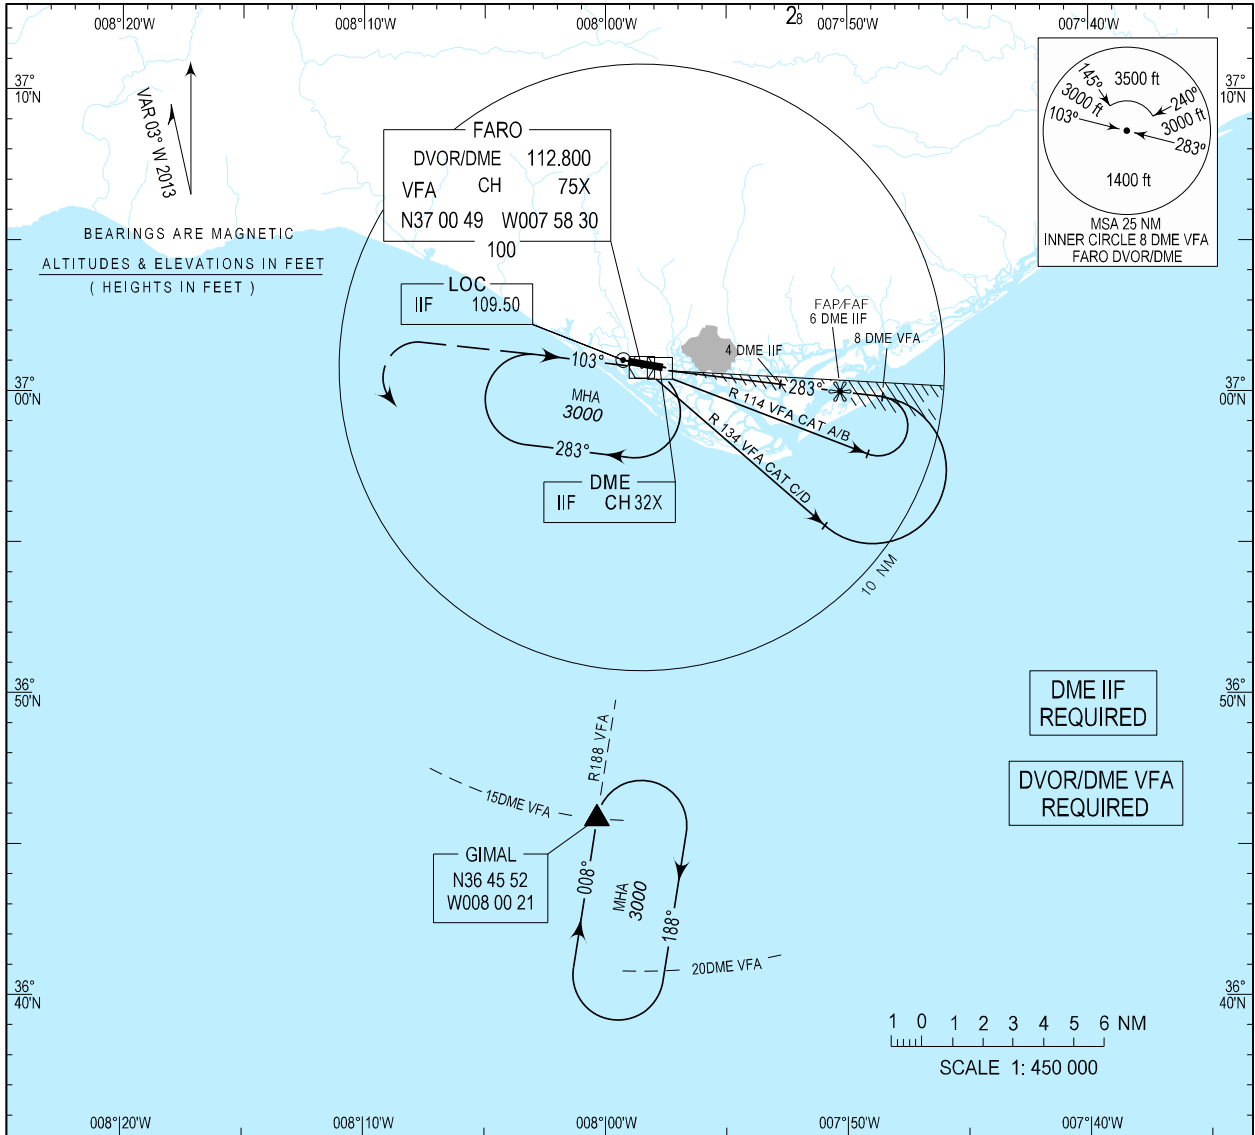 008°20'W
008°10'W
008°00'W
28
007°50'W
007°40'W
37°
10'N
37°
10'N
VAR 03° W 2013
BEARINGS ARE MAGNETIC
ALTITUDES & ELEVATIONS IN FEET
( HEIGHTS IN FEET )
FARO
DVOR/DME 112.800
VFA CH 75X
N37 00 49 W007 58 30
100
145°
3500 ft
3000 ft
240°
3000 ft
103°
283°
1400 ft
MSA 25 NM
INNER CIRCLE 8 DME VFA
FARO DVOR/DME
LOC
IIF 109.50
FAP/FAF
6 DME IIF
8 DME VFA
4 DME IIF
103°
283°
37°
00'N
37°
00'N
MHA
3000
R 114 VFA CAT A/B
R 134 VFA CAT C/D
283°
DME
IIF CH 32X
10 NM
36°
50'N
36°
50'N
DME IIF
REQUIRED
DVOR/DME VFA
REQUIRED
R188 VFA
15DME VFA
GIMAL
N36 45 52
W008 00 21
008°
MHA
3000
188°
20DME VFA
36°
40'N
36°
40'N
1 0 1 2 3 4 5 6 NM
SCALE 1: 450 000
008°20'W
008°10'W
008°00'W
007°50'W
007°40'W